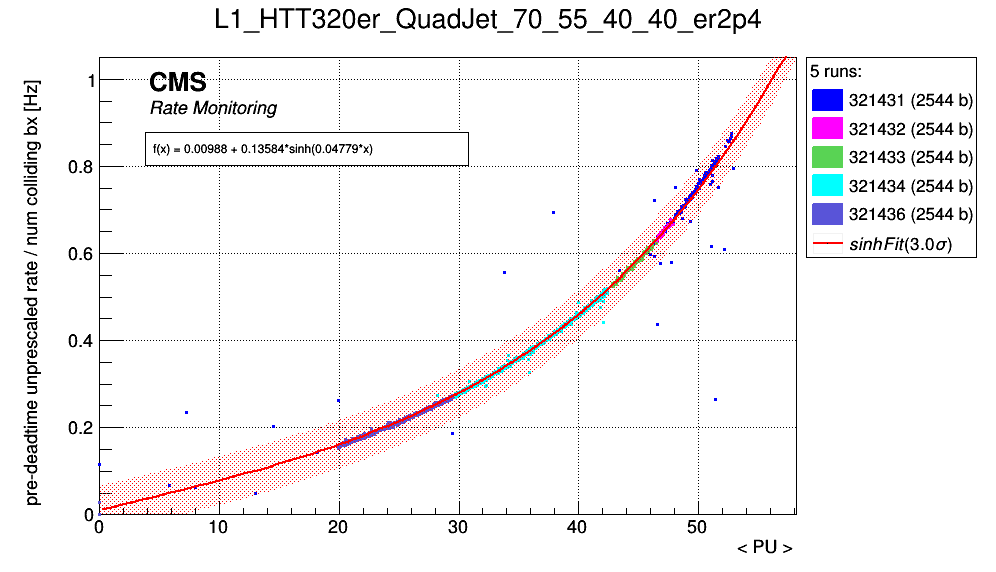 L1_HTT320er_QuadJet_70_55_40_40_er2p4
pre-deadtime unprescaled rate / num colliding bx [Hz]
1
0.8
0.6
0.4
0.2
0
CMS
Rate Monitoring
f(x) = 0.00988 + 0.13584*sinh(0.04779*x)
0 10 20 30 40 50
< PU >
5 runs:
321431 (2544 b)
321432 (2544 b)
321433 (2544 b)
321434 (2544 b)
321436 (2544 b)
sinhFit(3.0σ)